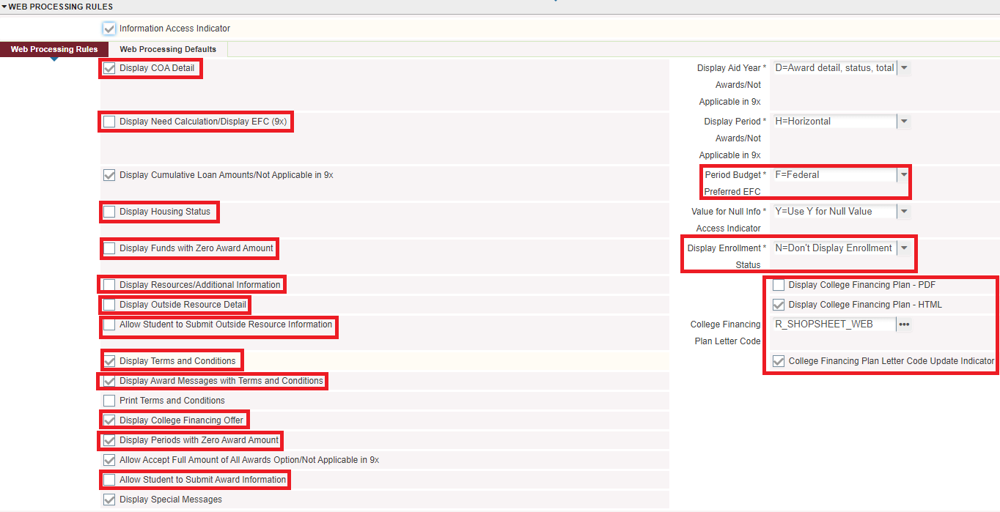 WEB PROCESSING RULES
Information Access Indicator
Web Processing Rules
Web Processing Defaults
Display COA Detail
Display Need Calculation/Display EFC (9x)
Display Cumulative Loan Amounts/Not Applicable in 9x
Display Housing Status
Display Funds with Zero Award Amount
Display Resources/Additional Information
Display Outside Resource Detail
Allow Student to Submit Outside Resource Information
Display Terms and Conditions
Display Award Messages with Terms and Conditions
Print Terms and Conditions
Display College Financing Offer
Display Periods with Zero Award Amount
Allow Accept Full Amount of All Awards Option/Not Applicable in 9x
Allow Student to Submit Award Information
Display Special Messages
Display Aid Year * D=Award detail, status, total
Awards/Not
Applicable in 9x
Display Period * H=Horizontal
Awards/Not
Applicable in 9x
Period Budget * F=Federal
Preferred EFC
Value for Null Info * Y=Use Y for Null Value
Access Indicator
Display Enrollment * N=Don't Display Enrollment
Status
Display College Financing Plan - PDF
Display College Financing Plan - HTML
College Financing R_SHOPSHEET_WEB •••
Plan Letter Code
College Financing Plan Letter Code Update Indicator